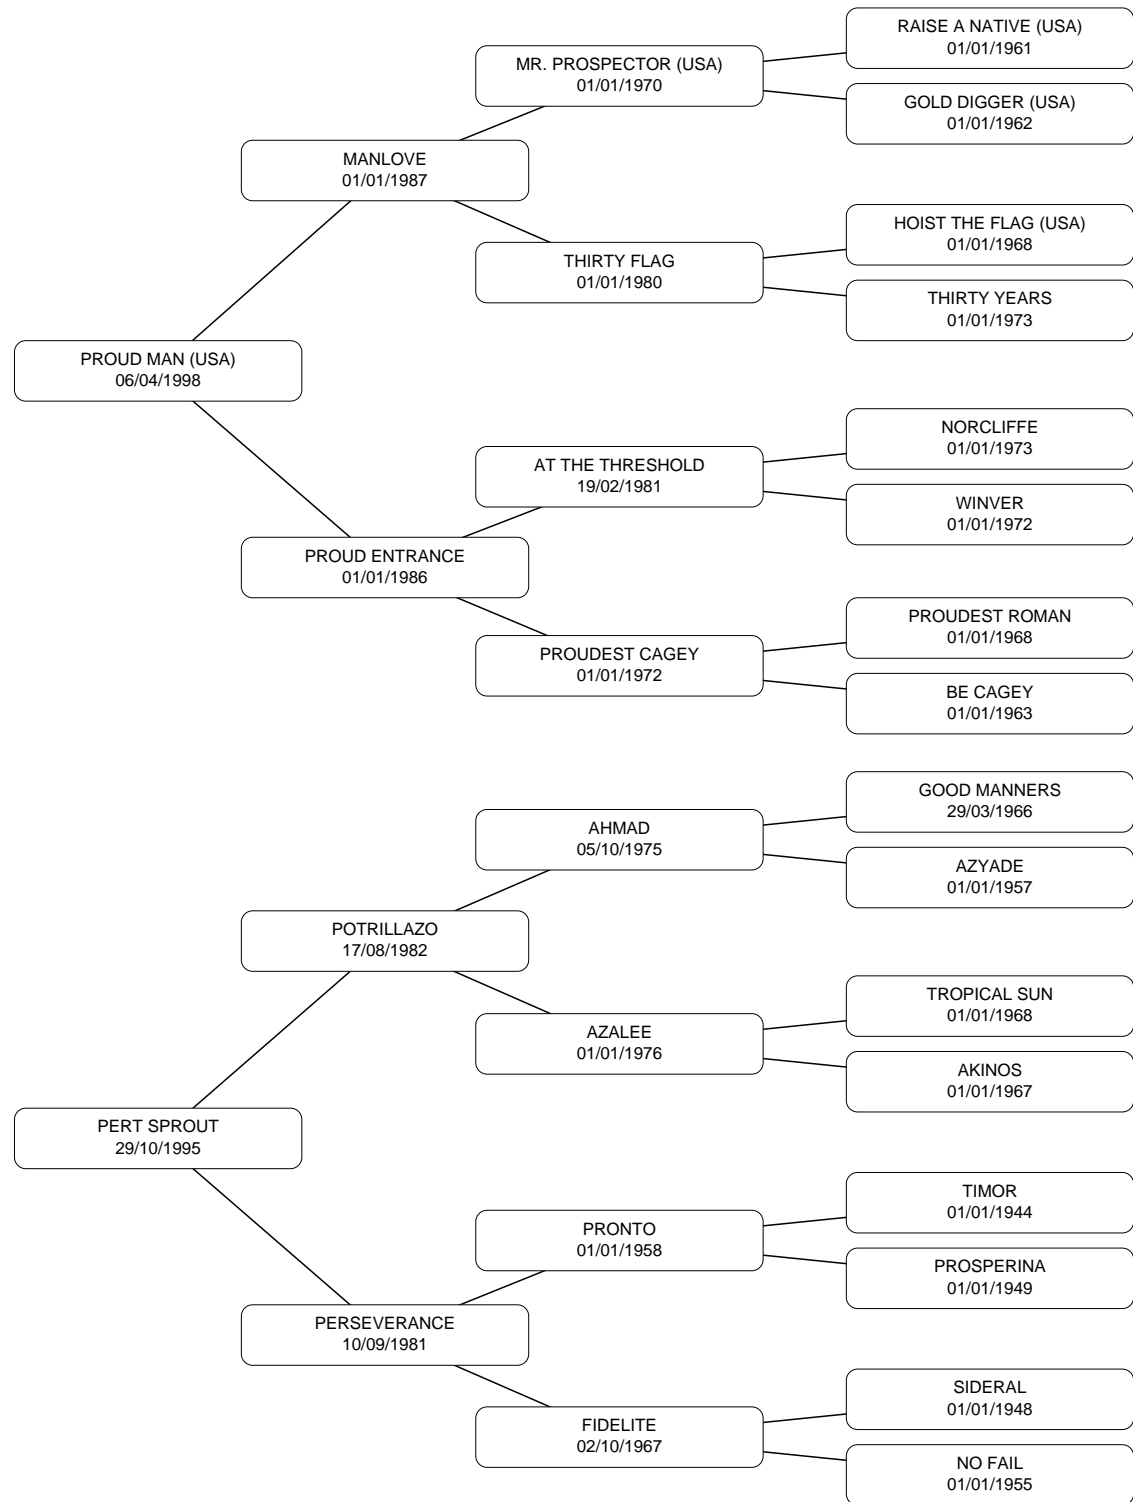 RAISE A NATIVE (USA)
01/01/1961
MR. PROSPECTOR (USA)
01/01/1970
GOLD DIGGER (USA)
01/01/1962
MANLOVE
01/01/1987
HOIST THE FLAG (USA)
01/01/1968
THIRTY FLAG
01/01/1980
THIRTY YEARS
01/01/1973
PROUD MAN (USA)
06/04/1998
NORCLIFFE
01/01/1973
AT THE THRESHOLD
19/02/1981
WINVER
01/01/1972
PROUD ENTRANCE
01/01/1986
PROUDEST ROMAN
01/01/1968
PROUDEST CAGEY
01/01/1972
BE CAGEY
01/01/1963
GOOD MANNERS
29/03/1966
AHMAD
05/10/1975
AZYADE
01/01/1957
POTRILLAZO
17/08/1982
TROPICAL SUN
01/01/1968
AZALEE
01/01/1976
AKINOS
01/01/1967
PERT SPROUT
29/10/1995
TIMOR
01/01/1944
PRONTO
01/01/1958
PROSPERINA
01/01/1949
PERSEVERANCE
10/09/1981
SIDERAL
01/01/1948
FIDELITE
02/10/1967
NO FAIL
01/01/1955